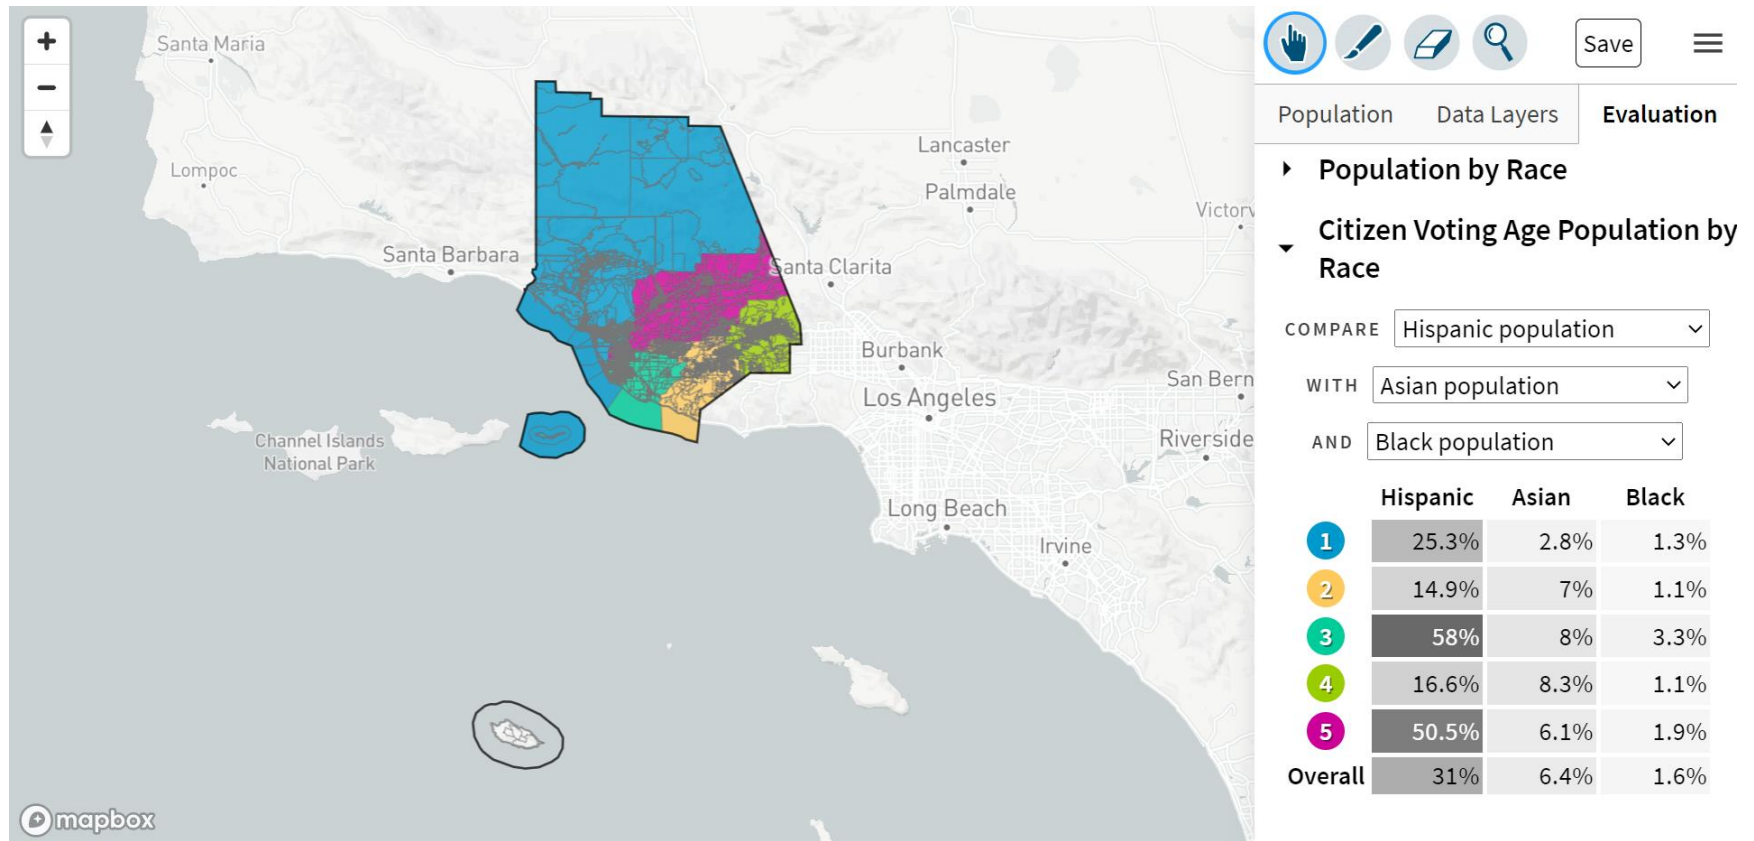 Santa Maria
Lompoc
Santa Barbara
Lancaster
Palmdale
Victorv
Santa Clarita
Burbank
Los Angeles
San Bern
Riverside
Channel Islands
National Park
Long Beach
Irvine
mapbox
Save
Population Data Layers Evaluation
Population by Race
Citizen Voting Age Population by
Race
COMPARE Hispanic population
WITH Asian population
AND Black population
Hispanic Asian Black
1 25.3% 2.8% 1.3%
2 14.9% 7% 1.1%
3 58% 8% 3.3%
4 16.6% 8.3% 1.1%
5 50.5% 6.1% 1.9%
Overall 31% 6.4% 1.6%